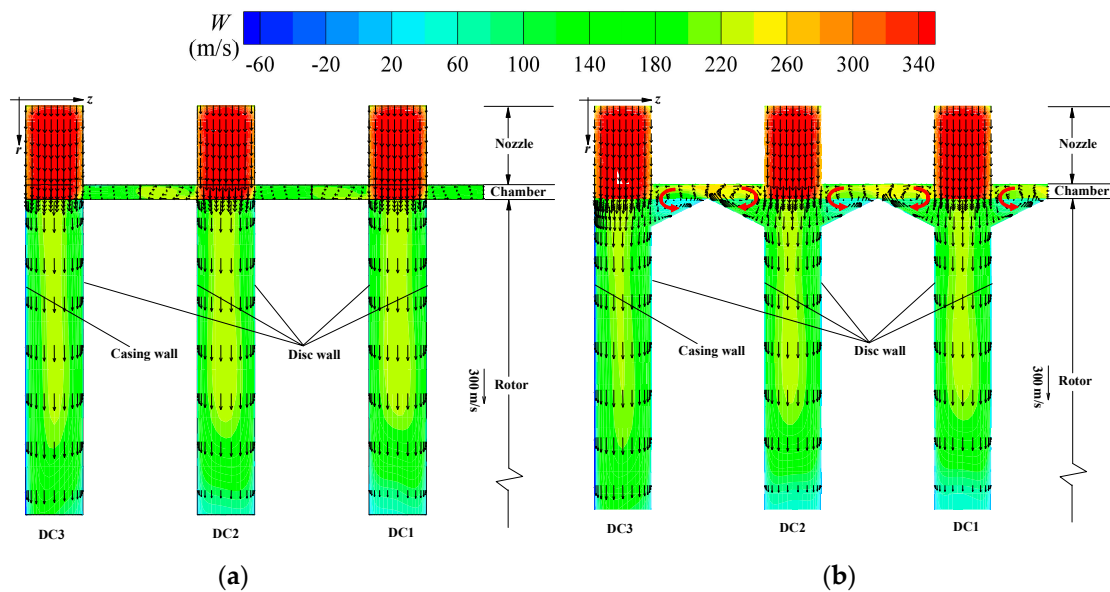 W
(m/s)
-60 -20 20 60 100 140 180 220 260 300 340
z
r
Nozzle
Chamber
Casing wall
Disc wall
300 m/s
Rotor
DC3
DC2
DC1
(a)
z
r
Nozzle
Chamber
Casing wall
Disc wall
300 m/s
Rotor
DC3
DC2
DC1
(b)